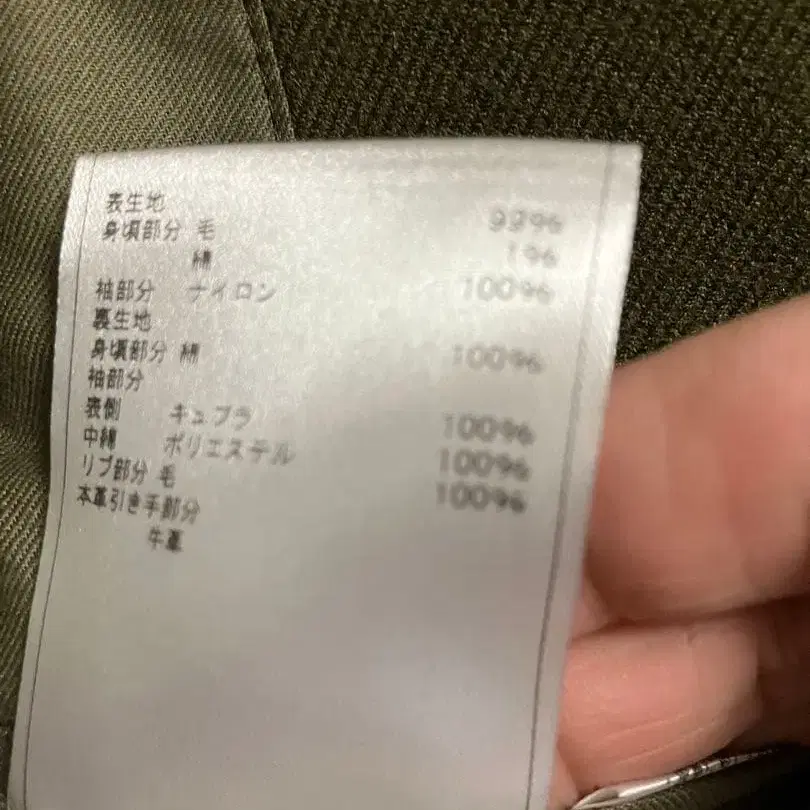 表生地
身頃部分 毛 99%
綿 1%
袖部分 ナイロン 100%
裏生地
身頃部分 綿 100%
袖部分
表側 キュプラ 100%
中綿 ポリエステル 100%
リブ部分 毛 100%
本革引き手部分
牛革